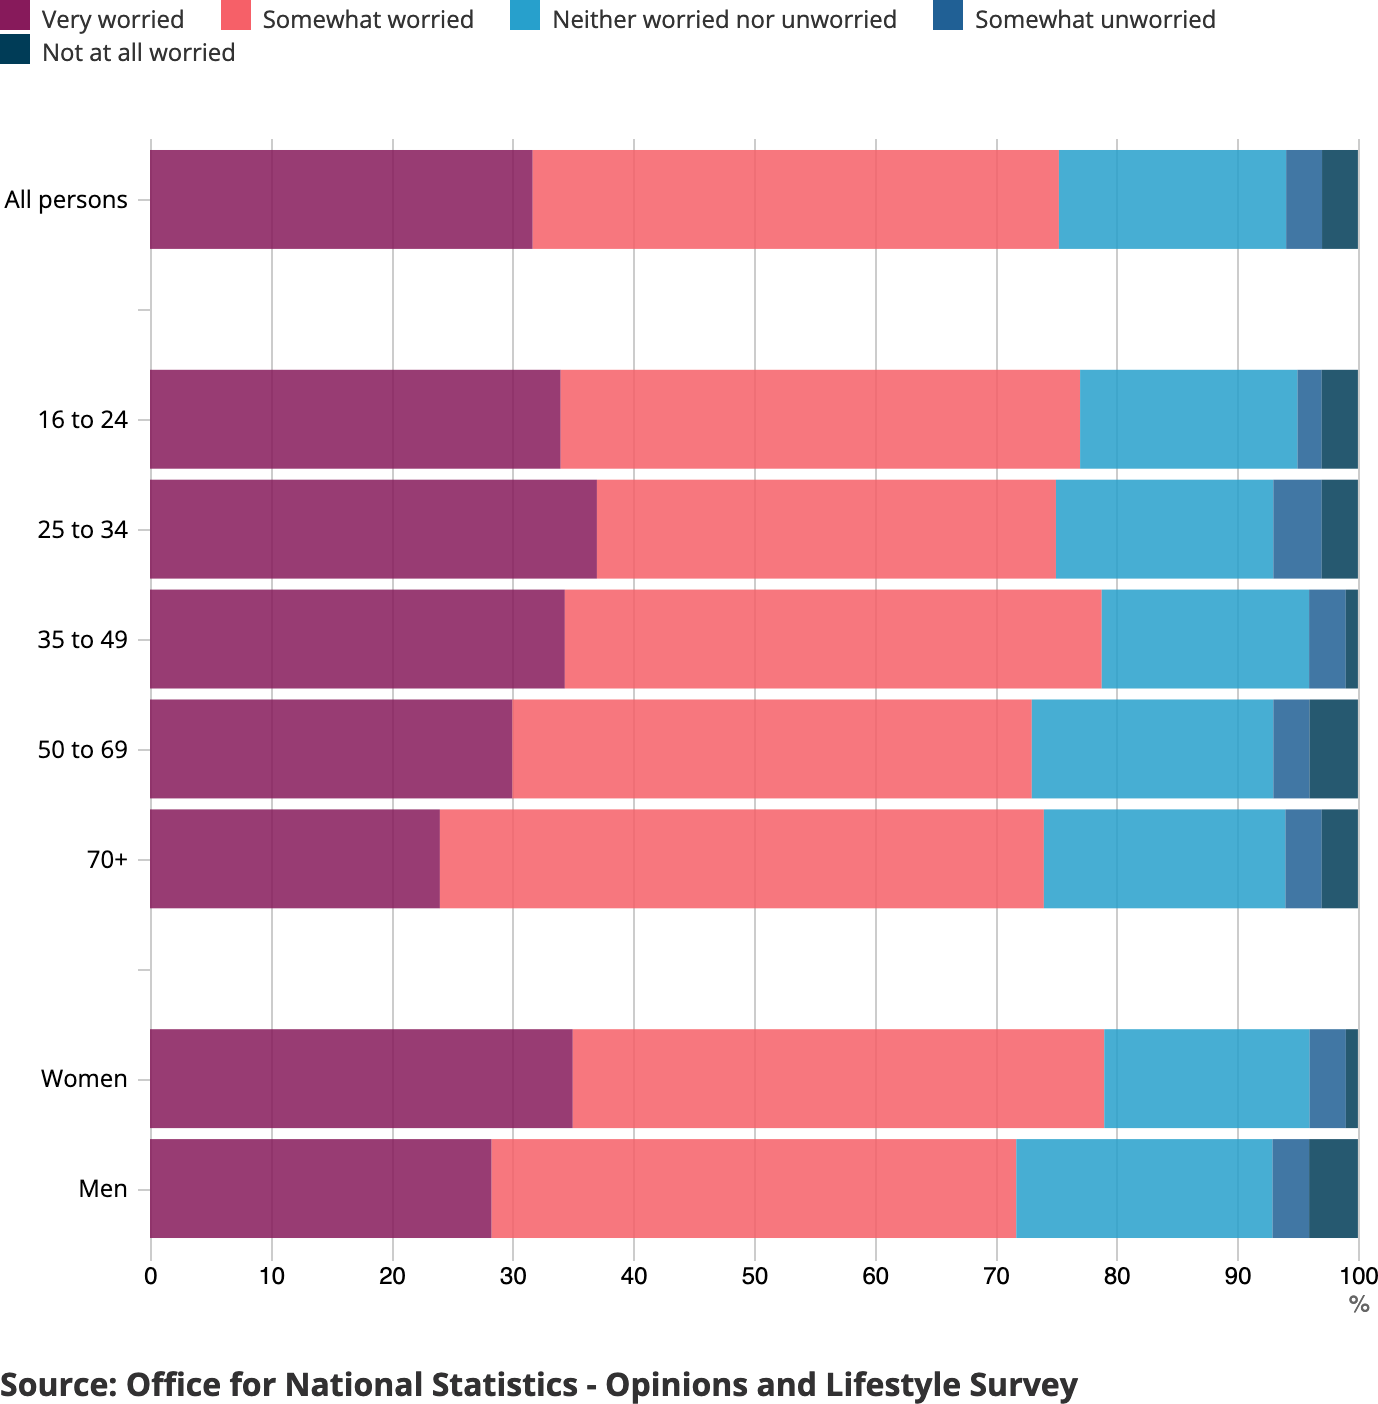 Very worried Somewhat worried Neither worried nor unworried Somewhat unworried
Not at all worried
All persons
16 to 24
25 to 34
35 to 49
50 to 69
70+
Women
Men
0 10 20 30 40 50 60 70 80 90 100
%
Source: Office for National Statistics - Opinions and Lifestyle Survey